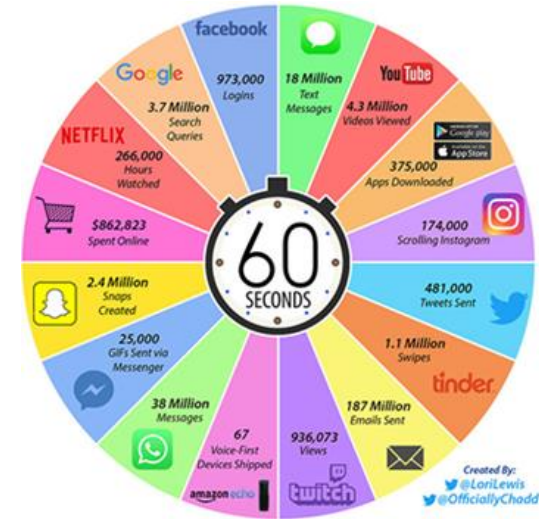 facebook
973,000
Logins
18 Million
Text
Messages
YouTube
4.3 Million
Videos Viewed
Google play
App Store
375,000
Apps Downloaded
174,000
Scrolling Instagram
481,000
Tweets Sent
1.1 Million
Swipes
tinder
187 Million
Emails Sent
936,073
Views
twitch
67
Voice-First
Devices Shipped
amazon echo
38 Million
Messages
25,000
GIFs Sent via
Messenger
2.4 Million
Snaps
Created
$862,823
Spent Online
NETFLIX
266,000
Hours
Watched
Google
3.7 Million
Search
Queries
60
SECONDS
Created By:
@LoriLewis
@OfficiallyChadd